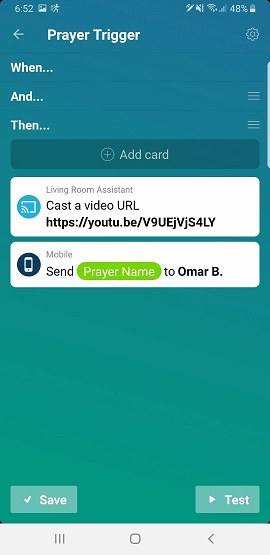 6:52 48%
Prayer Trigger
When...
And...
Then...
Add card
Living Room Assistant
Cast a video URL
https://youtu.be/V9UEjVjS4LY
Mobile
Send Prayer Name to Omar B.
Save Test